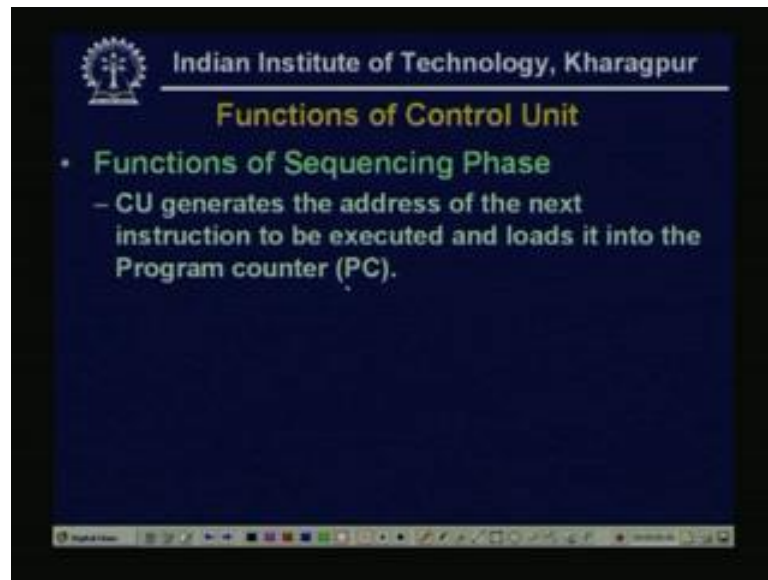 Indian Institute of Technology, Kharagpur
Functions of Control Unit
• Functions of Sequencing Phase
– CU generates the address of the next
instruction to be executed and loads it into the
Program counter (PC).